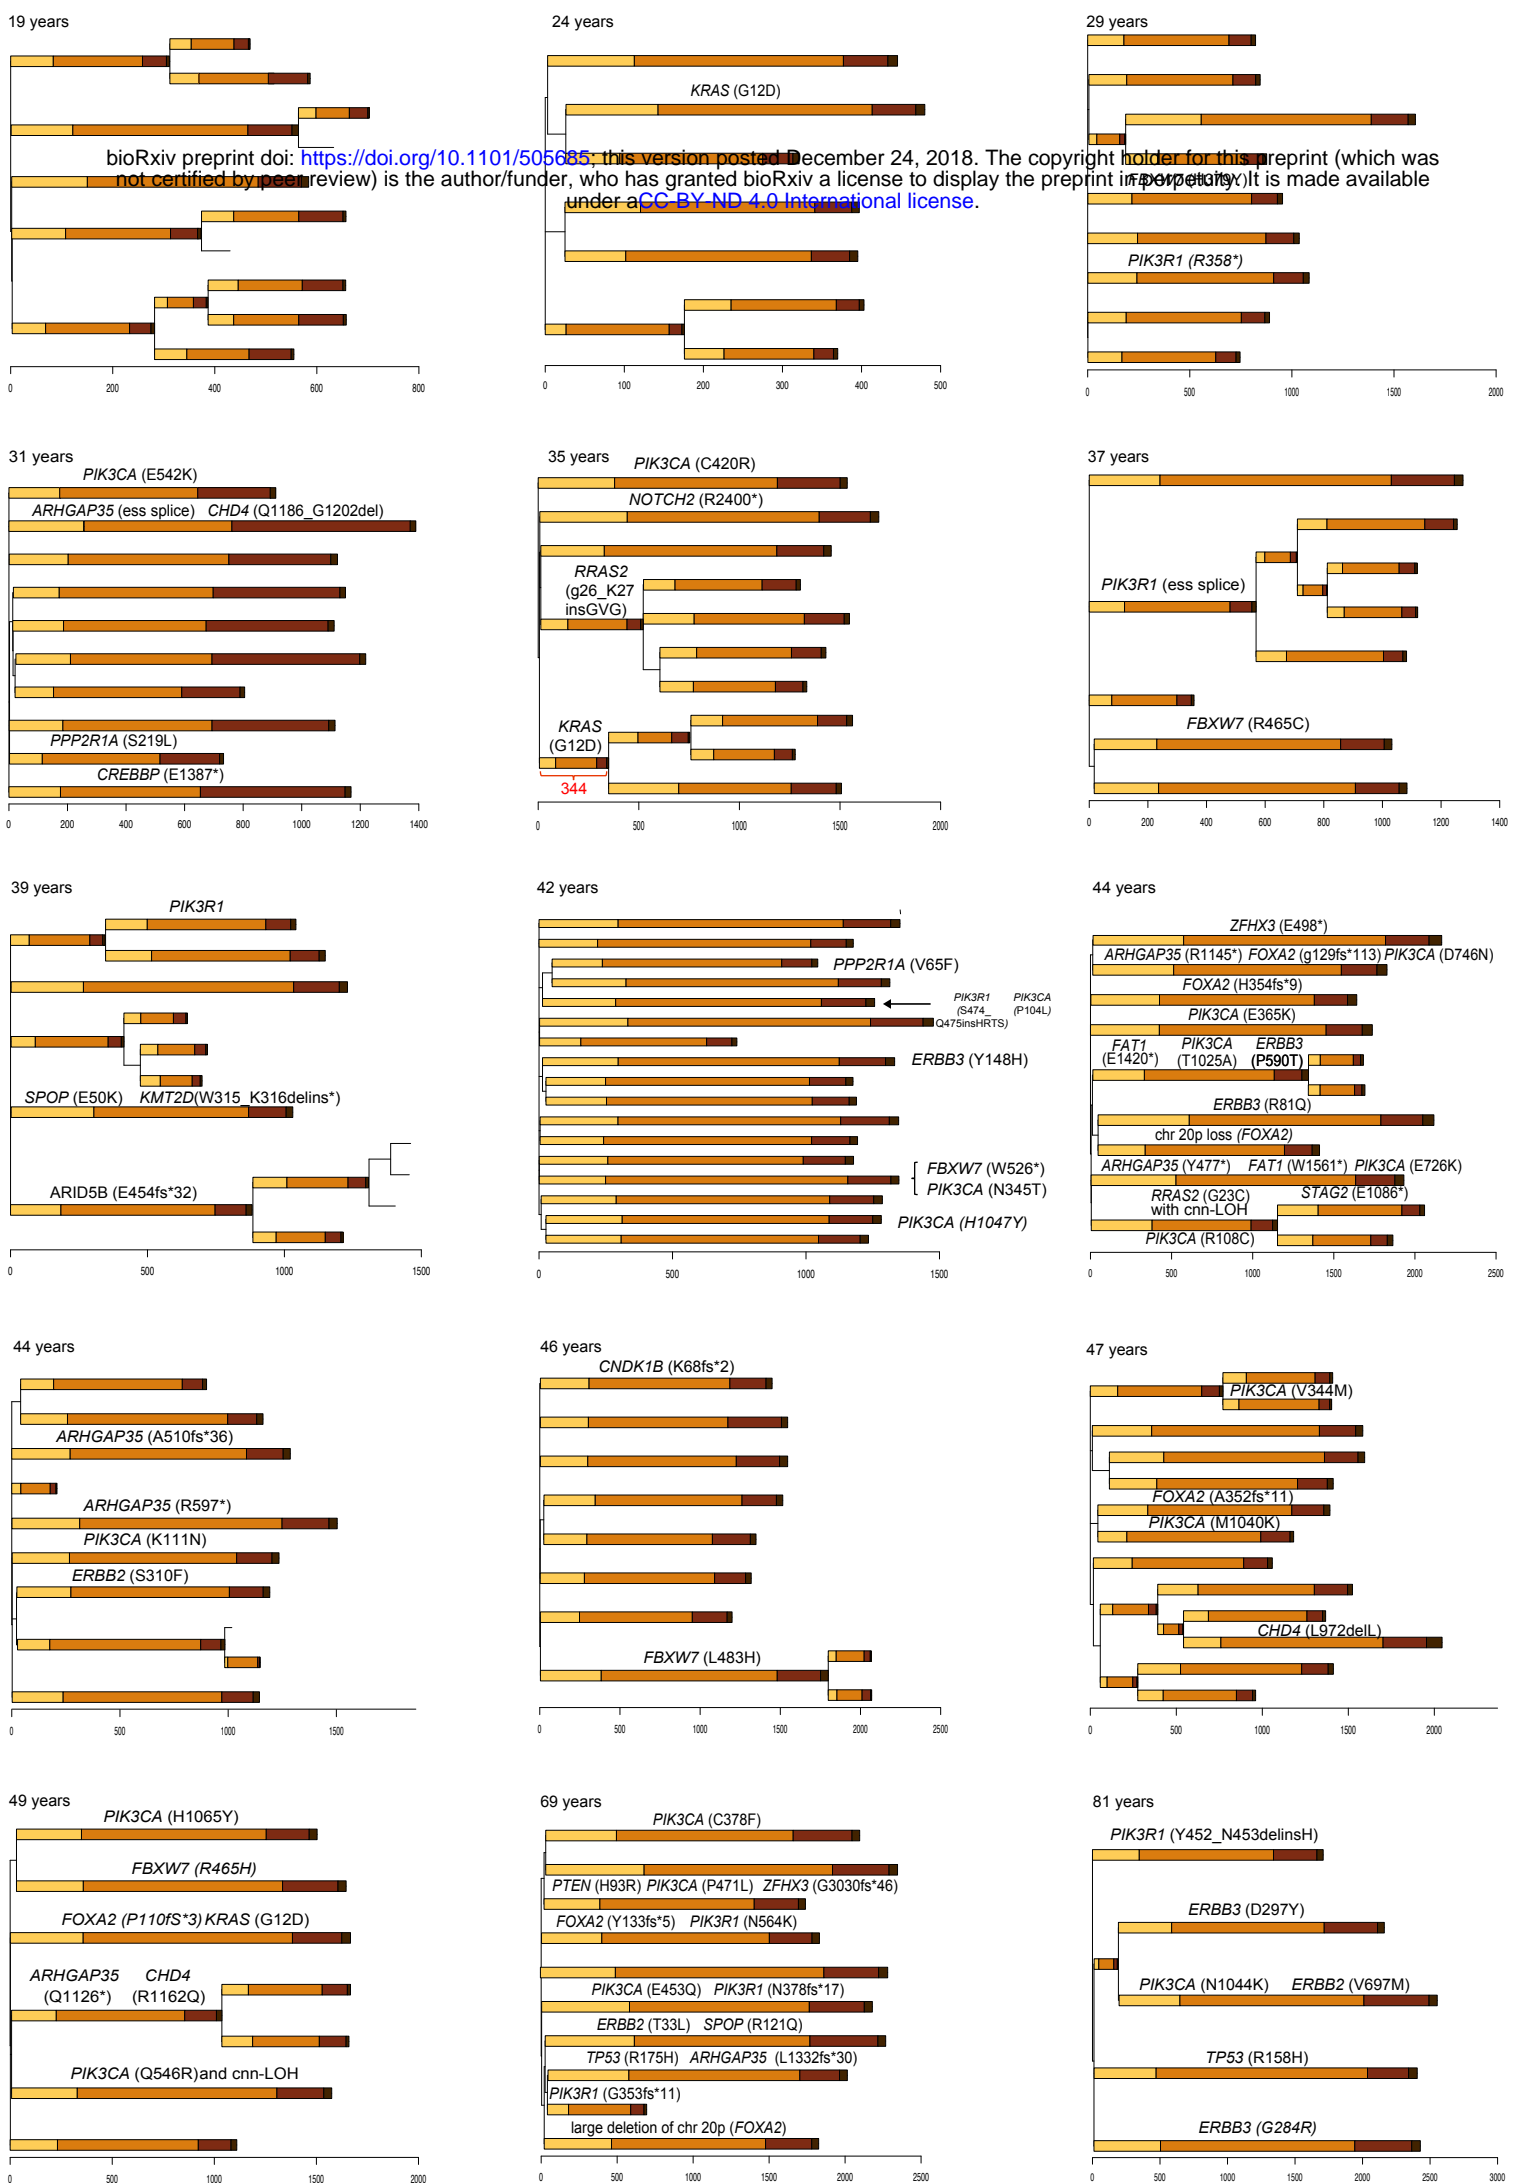 19 years
24 years
29 years
KRAS (G12D)
bioRxiv preprint doi: https://doi.org/10.1101/505685; this version posted December 24, 2018. The copyright holder for this preprint (which was
not certified by peer review) is the author/funder, who has granted bioRxiv a license to display the preprint in perpetuity. It is made available
under aCC-BY-ND 4.0 International license.
FBXW7 (H379Y)
PIK3R1 (R358*)
0 200 400 600 800
0 100 200 300 400 500
0 500 1000 1500 2000
31 years
PIK3CA (E542K)
ARHGAP35 (ess splice) CHD4 (Q1186_G1202del)
PPP2R1A (S219L)
CREBBP (E1387*)
0 200 400 600 800 1000 1200 1400
35 years
PIK3CA (C420R)
NOTCH2 (R2400*)
RRAS2
(g26_K27
insGVG)
KRAS
(G12D)
344
0 500 1000 1500 2000
37 years
PIK3R1 (ess splice)
FBXW7 (R465C)
0 200 400 600 800 1000 1200 1400
39 years
PIK3R1
SPOP (E50K) KMT2D(W315_K316delins*)
ARID5B (E454fs*32)
0 500 1000 1500
42 years
PPP2R1A (V65F)
PIK3R1 PIK3CA
(S474_ (P104L)
Q475insHRTS)
ERBB3 (Y148H)
FBXW7 (W526*)
PIK3CA (N345T)
PIK3CA (H1047Y)
0 500 1000 1500
44 years
ZFHX3 (E498*)
ARHGAP35 (R1145*) FOXA2 (g129fs*113) PIK3CA (D746N)
FOXA2 (H354fs*9)
PIK3CA (E365K)
FAT1 PIK3CA ERBB3
(E1420*) (T1025A) (P590T)
ERBB3 (R81Q)
chr 20p loss (FOXA2)
ARHGAP35 (Y477*) FAT1 (W1561*) PIK3CA (E726K)
RRAS2 (G23C) STAG2 (E1086*)
with cnn-LOH
PIK3CA (R108C)
0 500 1000 1500 2000 2500
44 years
ARHGAP35 (A510fs*36)
ARHGAP35 (R597*)
PIK3CA (K111N)
ERBB2 (S310F)
0 500 1000 1500
46 years
CNDK1B (K68fs*2)
FBXW7 (L483H)
0 500 1000 1500 2000 2500
47 years
PIK3CA (V344M)
FOXA2 (A352fs*11)
PIK3CA (M1040K)
CHD4 (L972delL)
0 500 1000 1500 2000
49 years
PIK3CA (H1065Y)
FBXW7 (R465H)
FOXA2 (P110fS*3) KRAS (G12D)
ARHGAP35 CHD4
(Q1126*) (R1162Q)
PIK3CA (Q546R)and cnn-LOH
0 500 1000 1500 2000
69 years
PIK3CA (C378F)
PTEN (H93R) PIK3CA (P471L) ZFHX3 (G3030fs*46)
FOXA2 (Y133fs*5) PIK3R1 (N564K)
PIK3CA (E453Q) PIK3R1 (N378fs*17)
ERBB2 (T33L) SPOP (R121Q)
TP53 (R175H) ARHGAP35 (L1332fs*30)
PIK3R1 (G353fs*11)
large deletion of chr 20p (FOXA2)
0 500 1000 1500 2000 2500
81 years
PIK3R1 (Y452_N453delinsH)
ERBB3 (D297Y)
PIK3CA (N1044K) ERBB2 (V697M)
TP53 (R158H)
ERBB3 (G284R)
0 500 1000 1500 2000 2500 3000